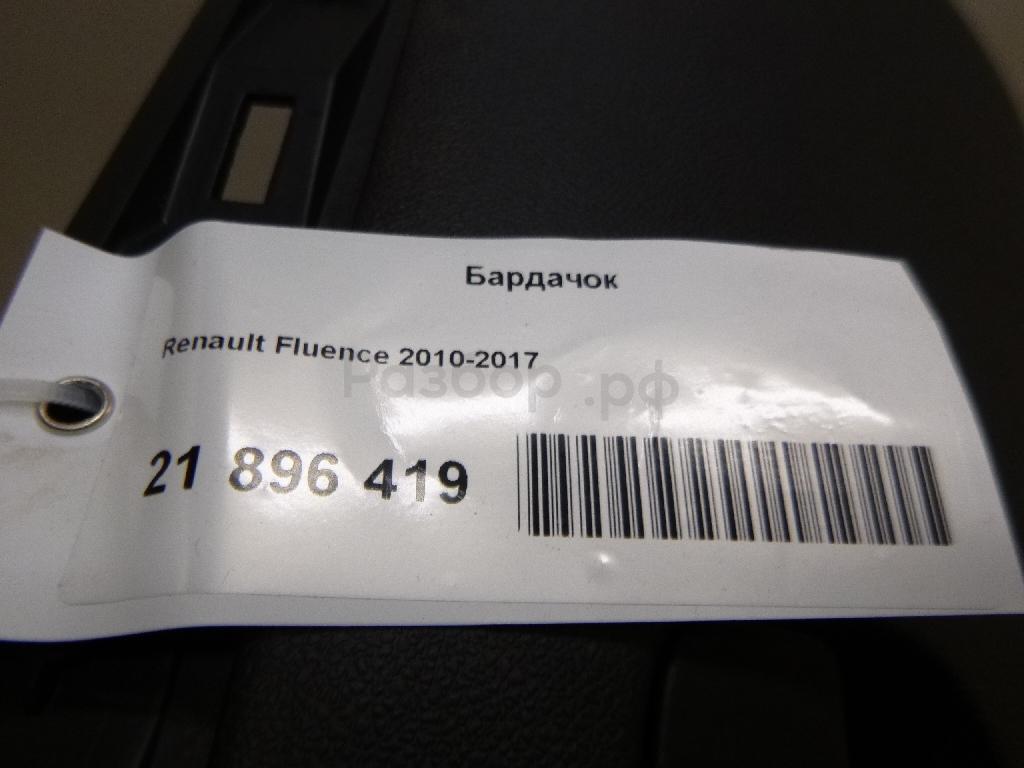 Бардачок
Renault Fluence 2010-2017
Разбор.рф
21 896 419